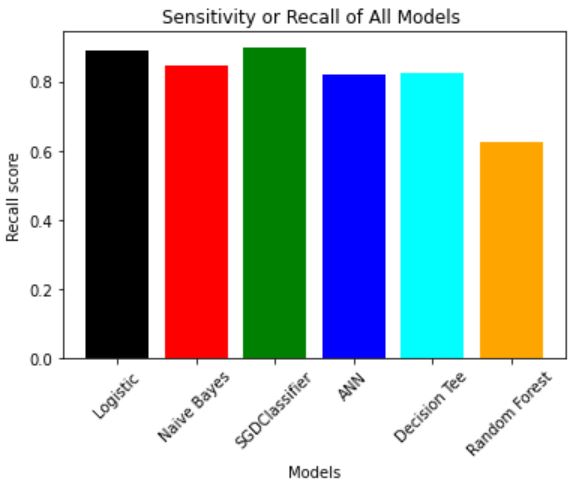 Sensitivity or Recall of All Models
Recall score
0.8
0.6
0.4
0.2
0.0
Logistic
Naive Bayes
SGDClassifier
ANN
Decision Tee
Random Forest
Models